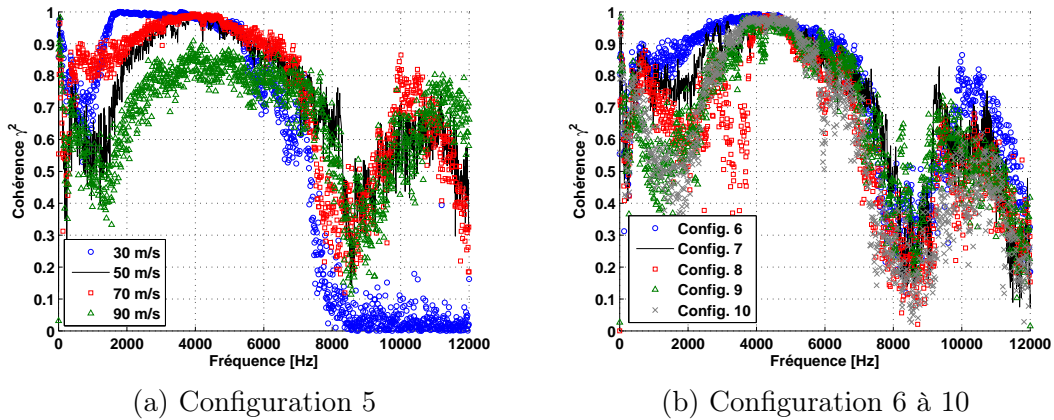 1
0.9
0.8
0.7
0.6
0.5
0.4
0.3
0.2
0.1
0
Cohérence γ²
30 m/s
50 m/s
70 m/s
90 m/s
0 2000 4000 6000 8000 10000 12000
Fréquence [Hz]
(a) Configuration 5
1
0.9
0.8
0.7
0.6
0.5
0.4
0.3
0.2
0.1
0
Cohérence γ²
Config. 6
Config. 7
Config. 8
Config. 9
Config. 10
0 2000 4000 6000 8000 10000 12000
Fréquence [Hz]
(b) Configuration 6 à 10